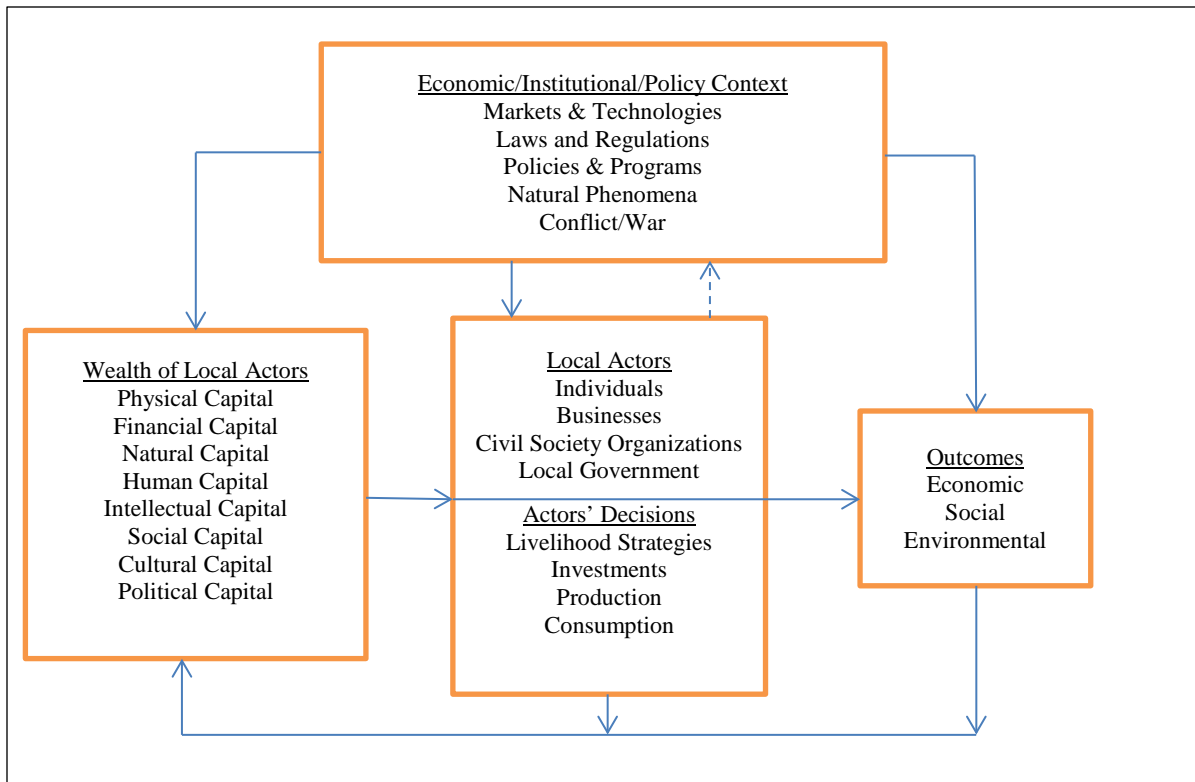 Economic/Institutional/Policy Context
Markets & Technologies
Laws and Regulations
Policies & Programs
Natural Phenomena
Conflict/War
Wealth of Local Actors
Physical Capital
Financial Capital
Natural Capital
Human Capital
Intellectual Capital
Social Capital
Cultural Capital
Political Capital
Local Actors
Individuals
Businesses
Civil Society Organizations
Local Government
Actors’ Decisions
Livelihood Strategies
Investments
Production
Consumption
Outcomes
Economic
Social
Environmental